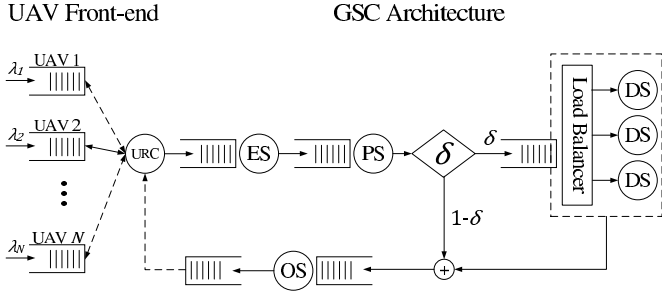 UAV Front-end
GSC Architecture
λ1
UAV 1
λ2
UAV 2
λN
UAV N
URC
ES
PS
δ
δ
1-δ
Load Balancer
DS
DS
DS
OS
+